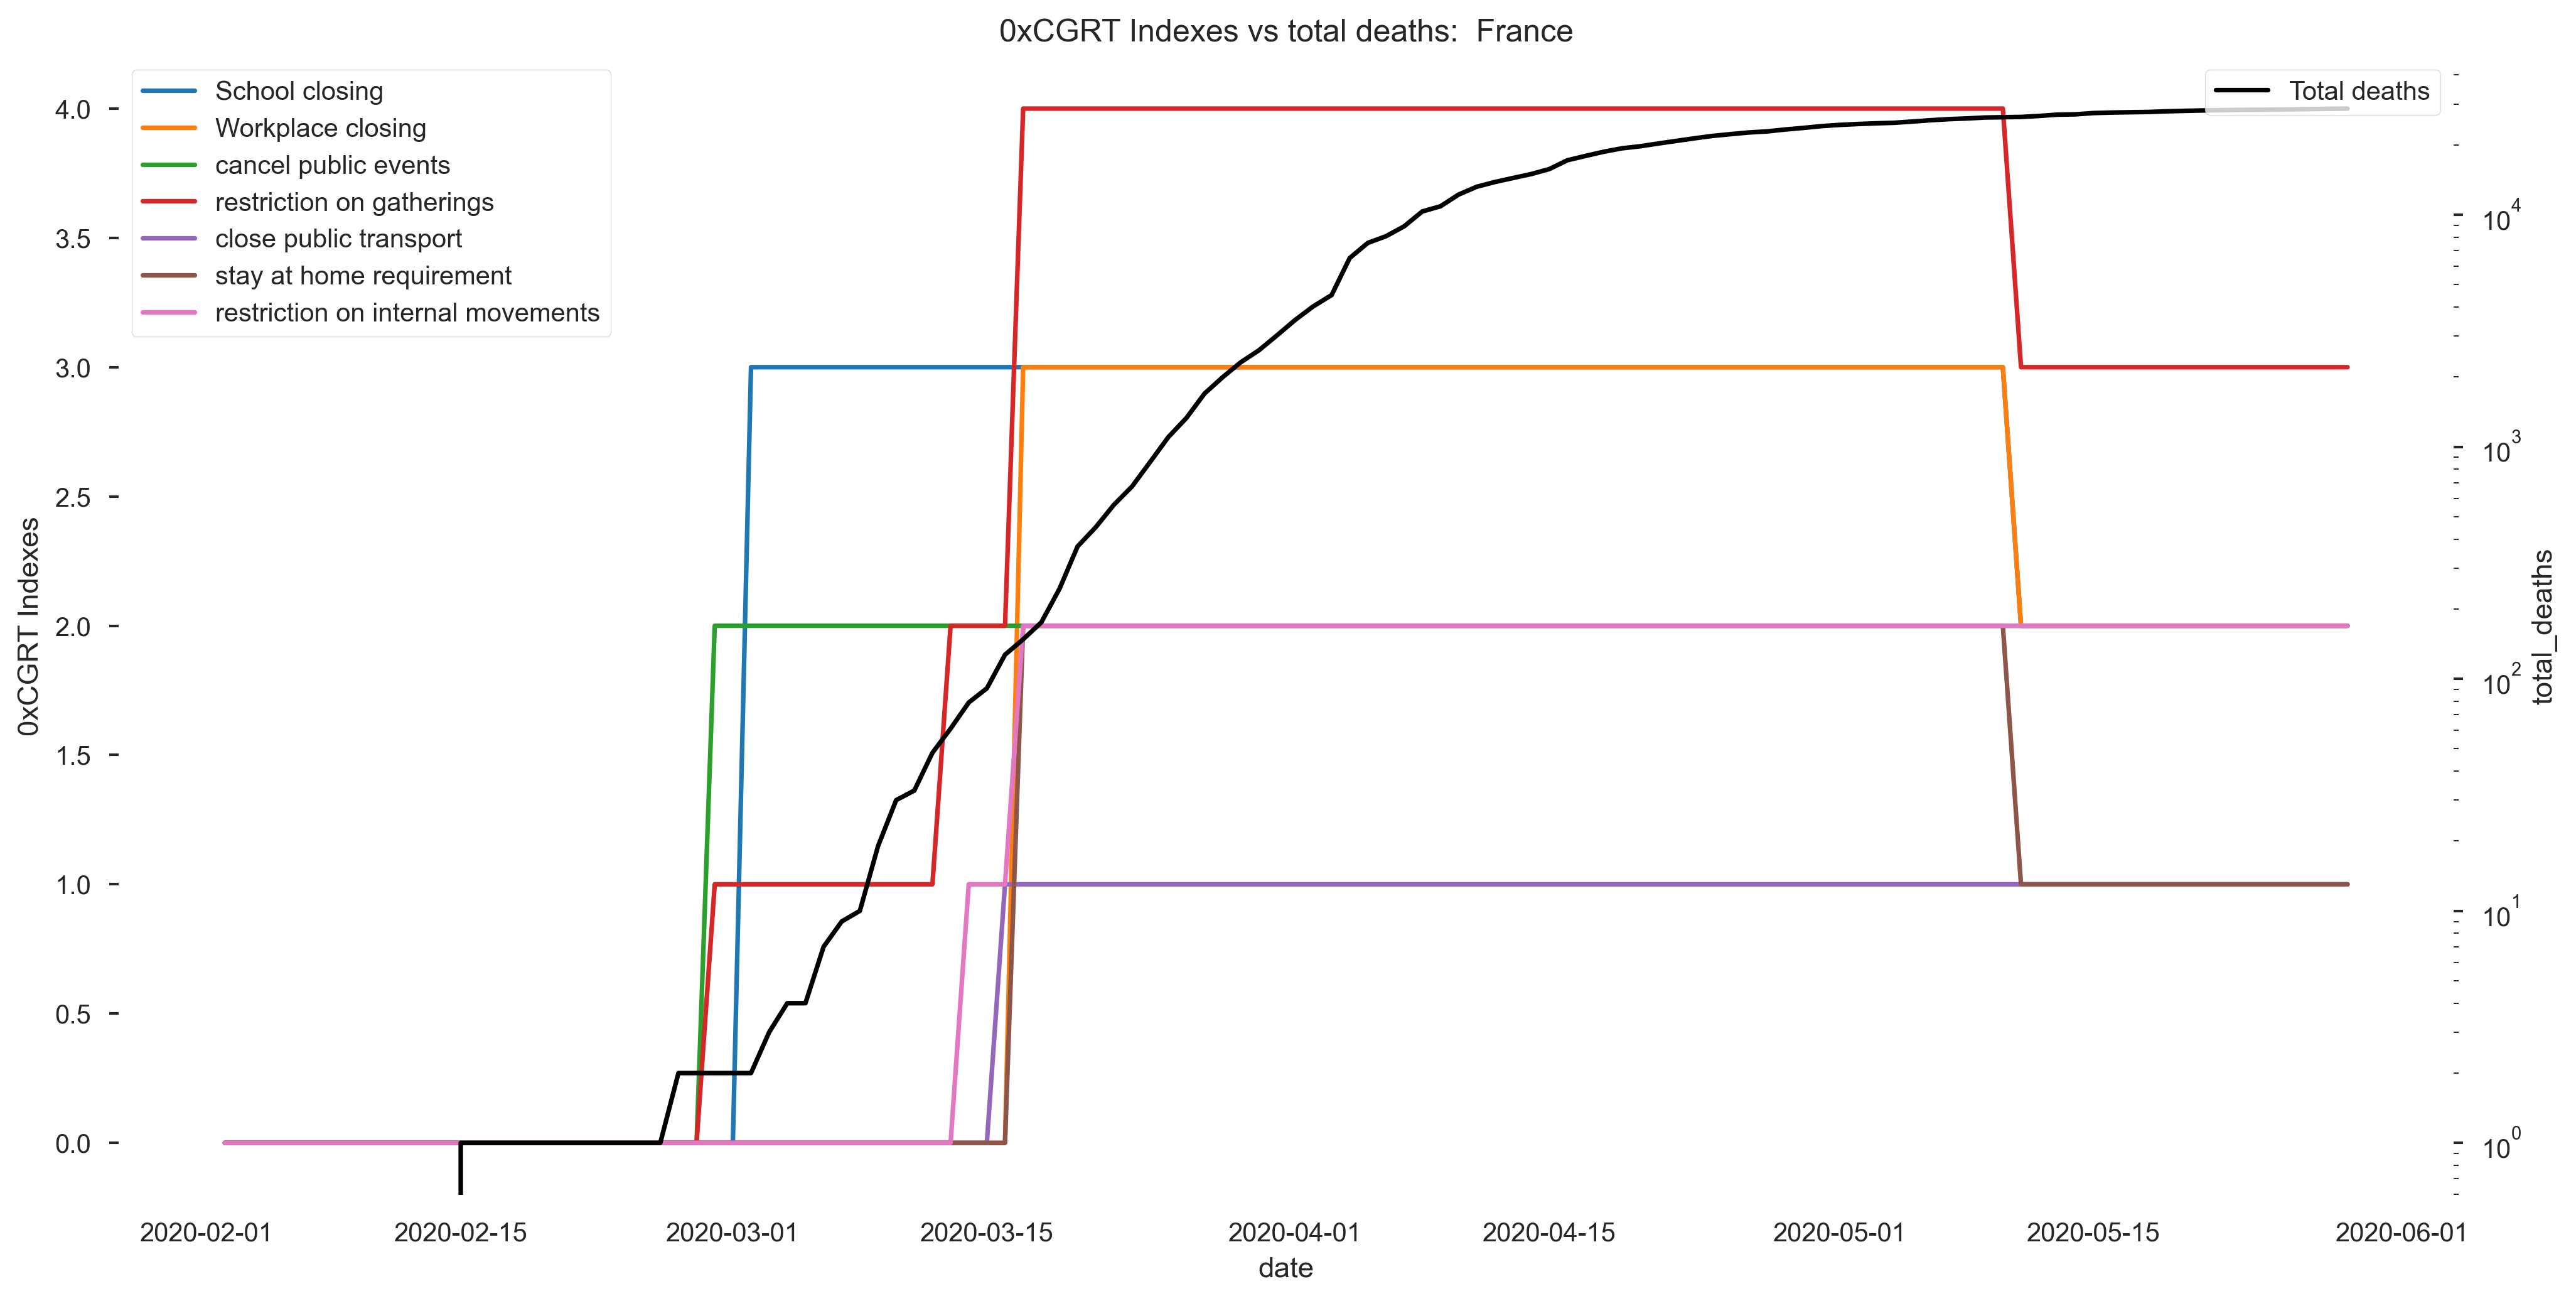 0xCGRT Indexes vs total deaths:  France
School closing
Workplace closing
cancel public events
restriction on gatherings
close public transport
stay at home requirement
restriction on internal movements
Total deaths
4.0
3.5
3.0
2.5
2.0
1.5
1.0
0.5
0.0
0xCGRT Indexes
10^4
10^3
10^2
10^1
10^0
total_deaths
2020-02-01 2020-02-15 2020-03-01 2020-03-15 2020-04-01 2020-04-15 2020-05-01 2020-05-15 2020-06-01
date